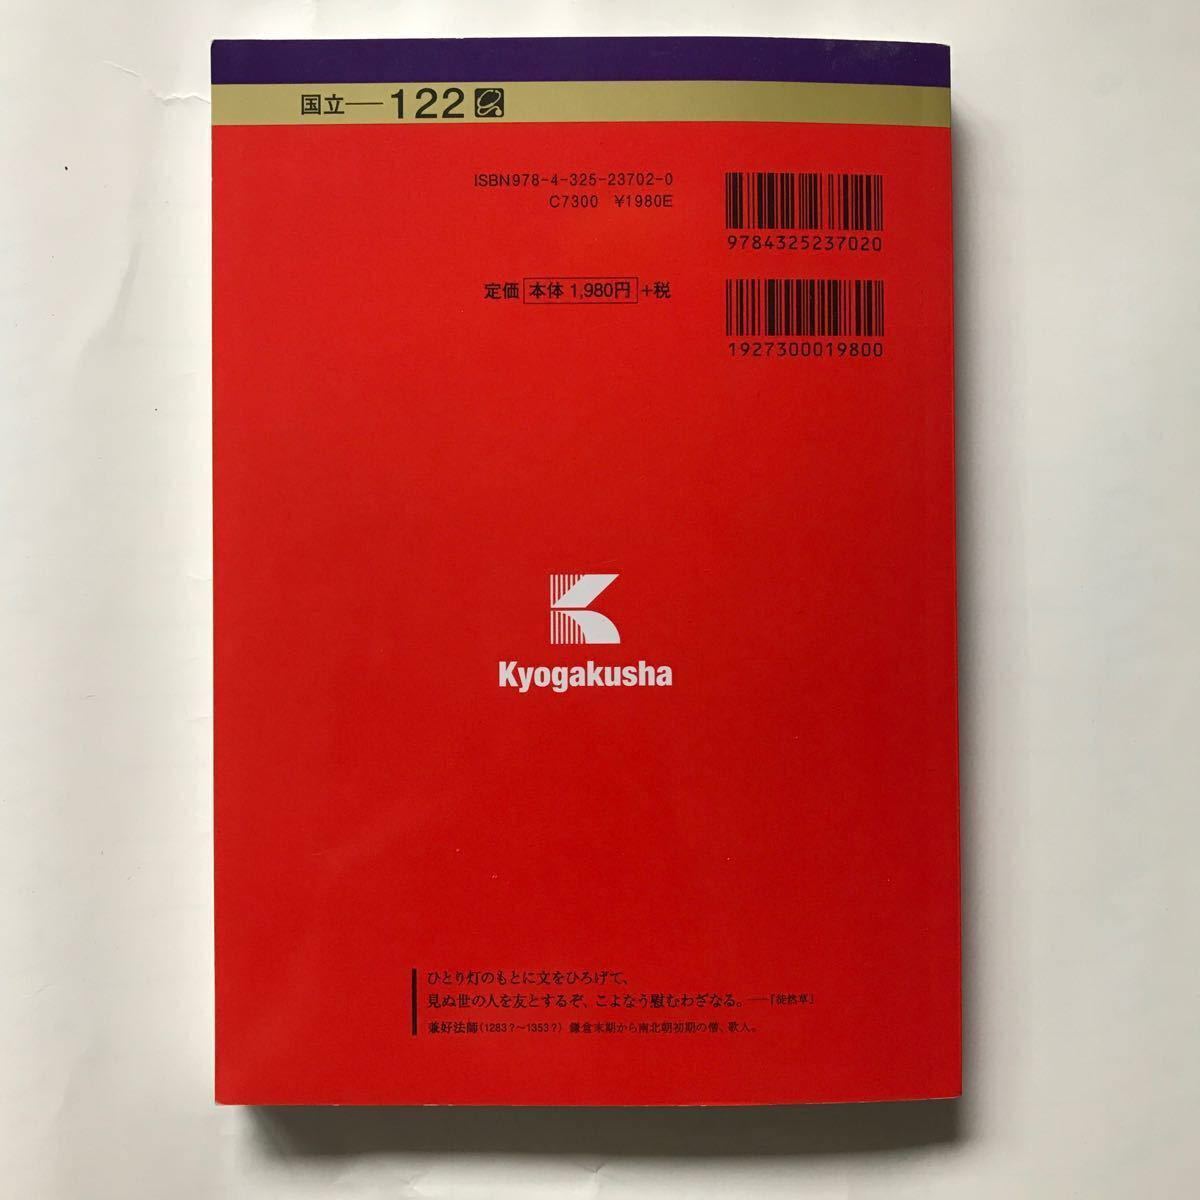 国立―122
ISBN978-4-325-23702-0
C7300 ¥1980E
9784325237020
定価 本体 1,980円 +税
1927300019800
Kyogakusha
ひとり灯のもとに文をひろげて、
見ぬ世の人を友とするぞ、こよなう慰むわざなる。―『徒然草』
兼好法師(1283?〜1353?) 鎌倉末期から南北朝初期の僧、歌人。